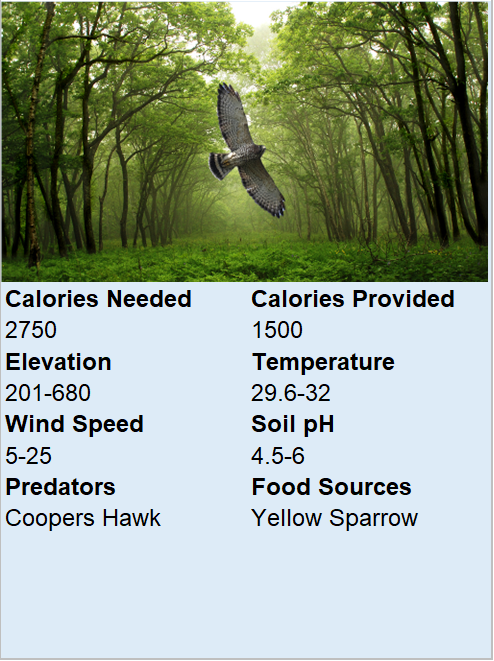 Calories Needed Calories Provided
2750 1500
Elevation Temperature
201-680 29.6-32
Wind Speed Soil pH
5-25 4.5-6
Predators Food Sources
Coopers Hawk Yellow Sparrow